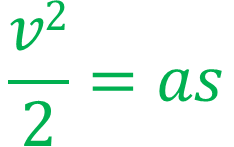 v²/2 = as